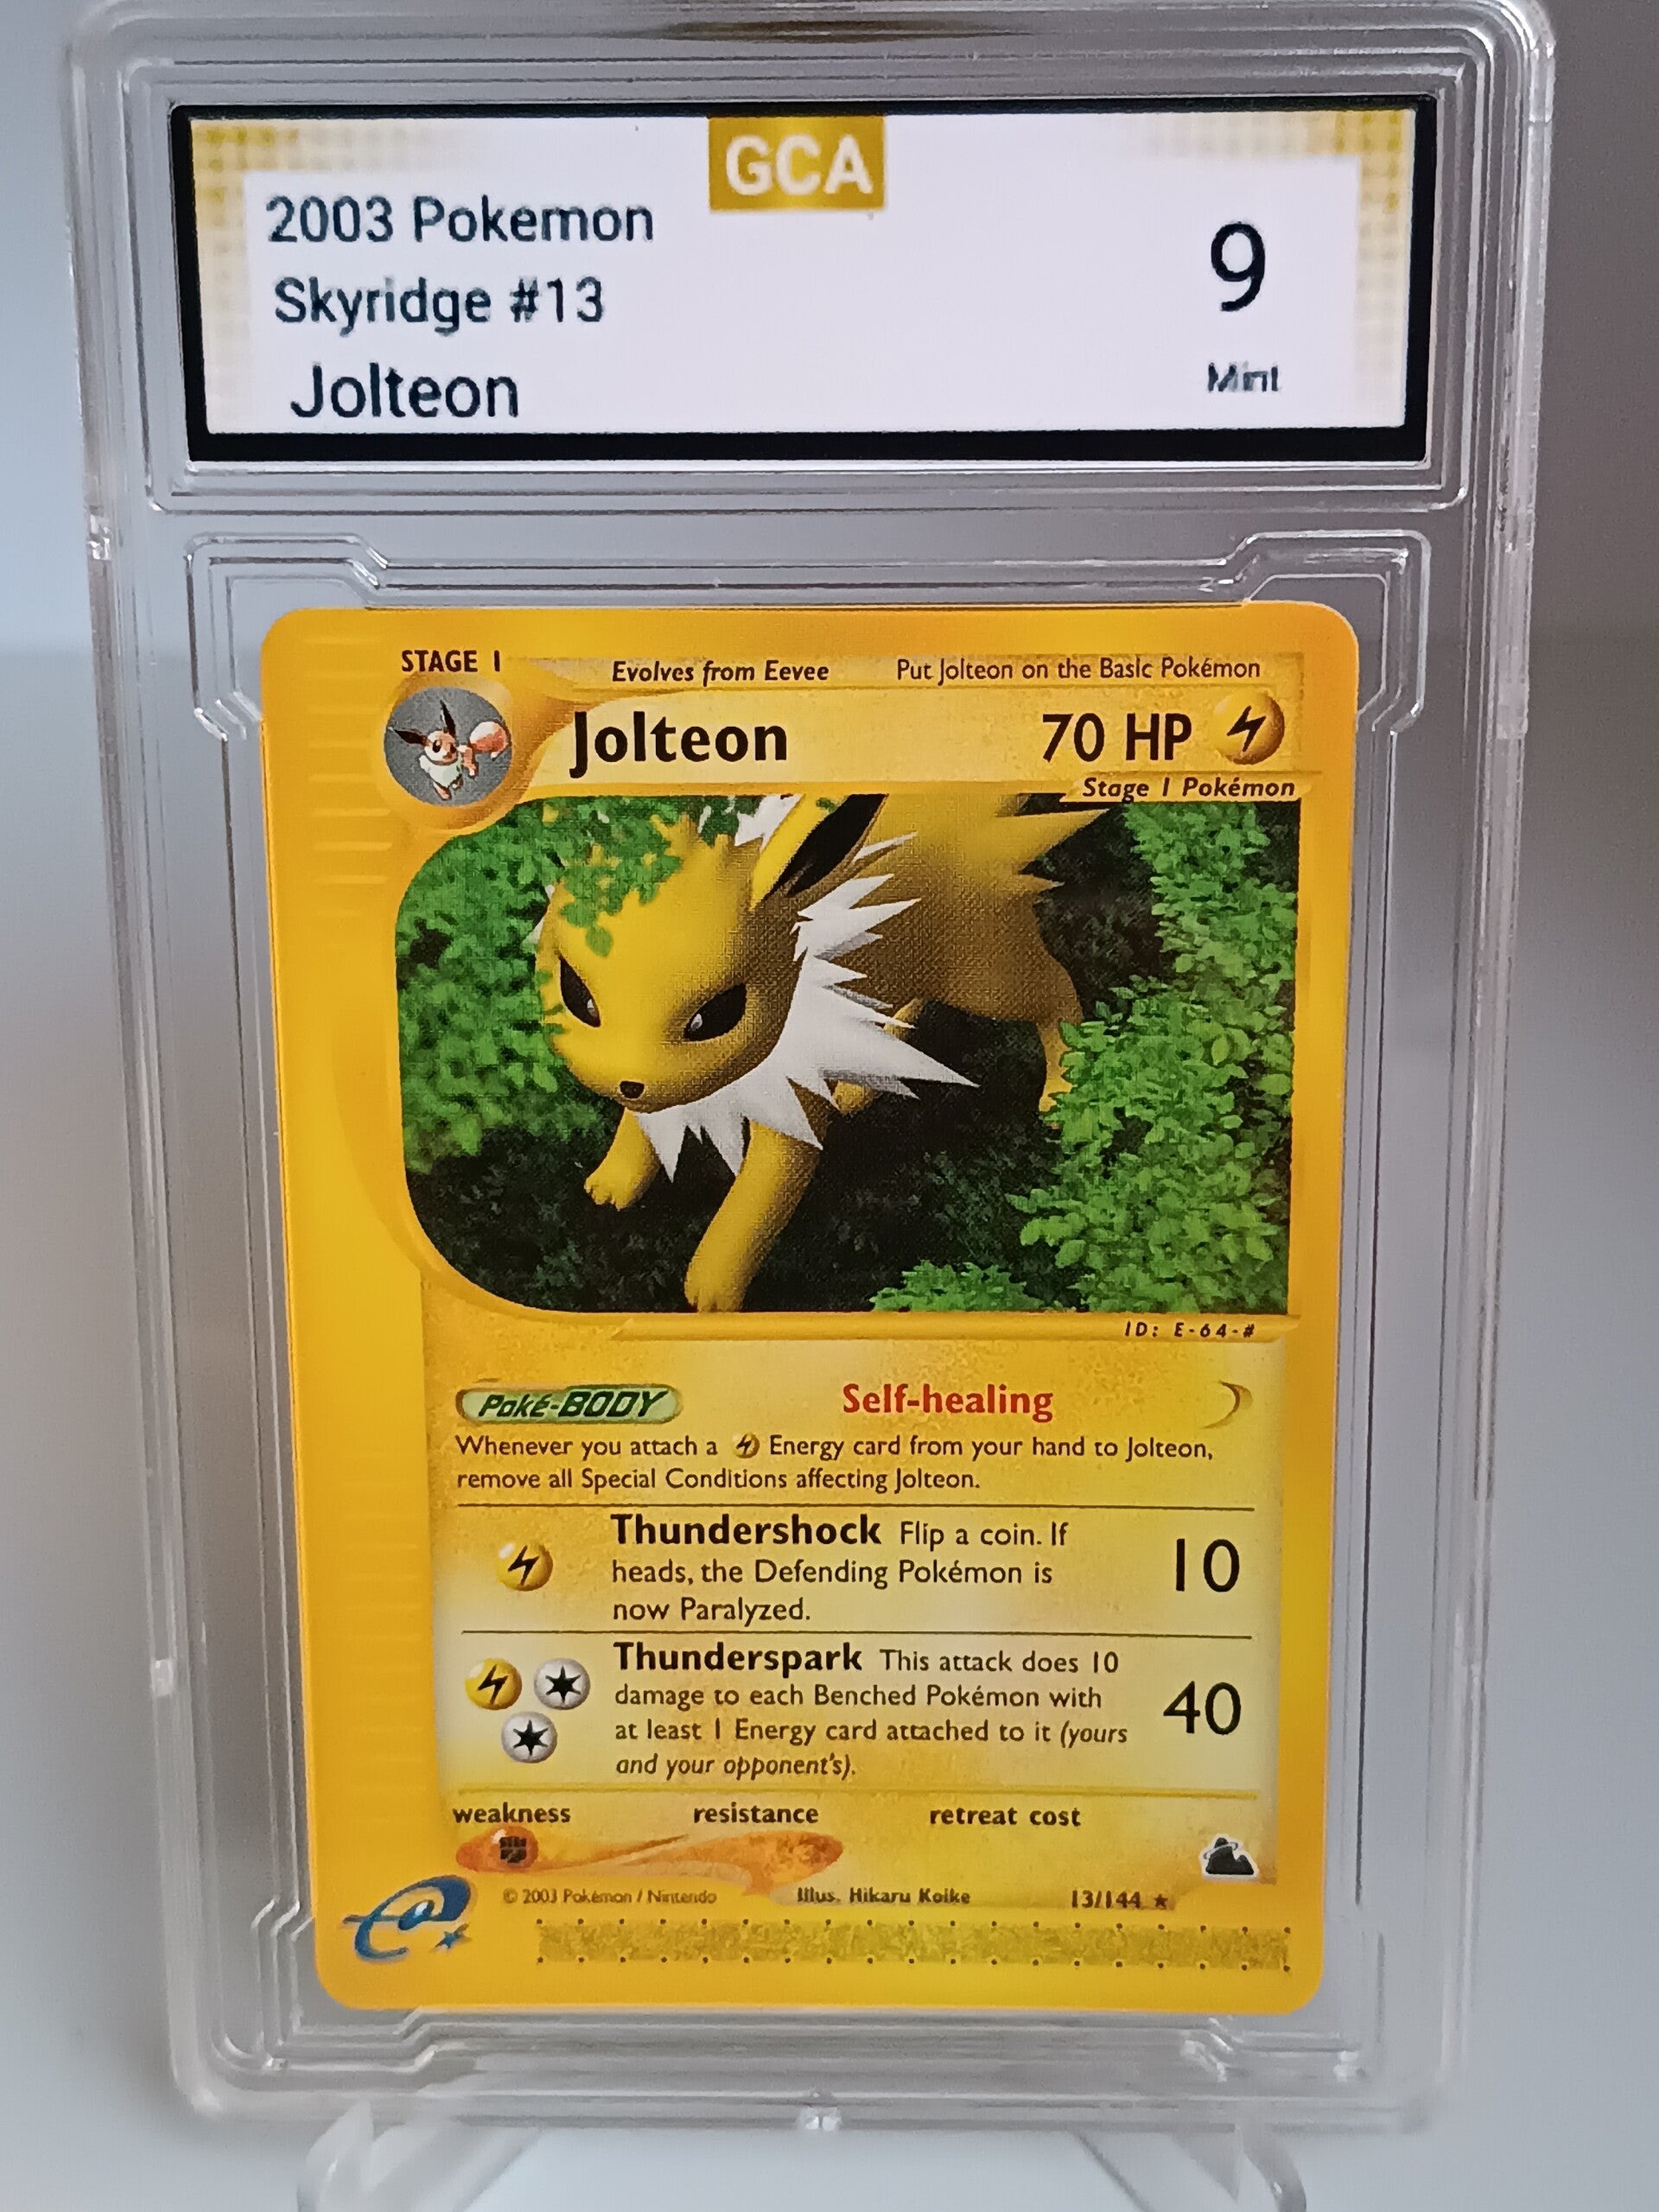 GCA
2003 Pokemon
Skyridge #13
Jolteon
9
Mint
STAGE 1
Evolves from Eevee
Put Jolteon on the Basic Pokémon
Jolteon
70 HP
Stage 1 Pokémon
ID: E-64-#
Poké-BODY
Self-healing
Whenever you attach a Energy card from your hand to Jolteon,
remove all Special Conditions affecting Jolteon.
Thundershock Flip a coin. If
heads, the Defending Pokémon is
now Paralyzed.
10
Thunderspark This attack does 10
damage to each Benched Pokémon with
at least 1 Energy card attached to it (yours
and your opponent's).
40
weakness
resistance
retreat cost
e
© 2003 Pokémon / Nintendo
Illus. Hikaru Koike
13/144 ★